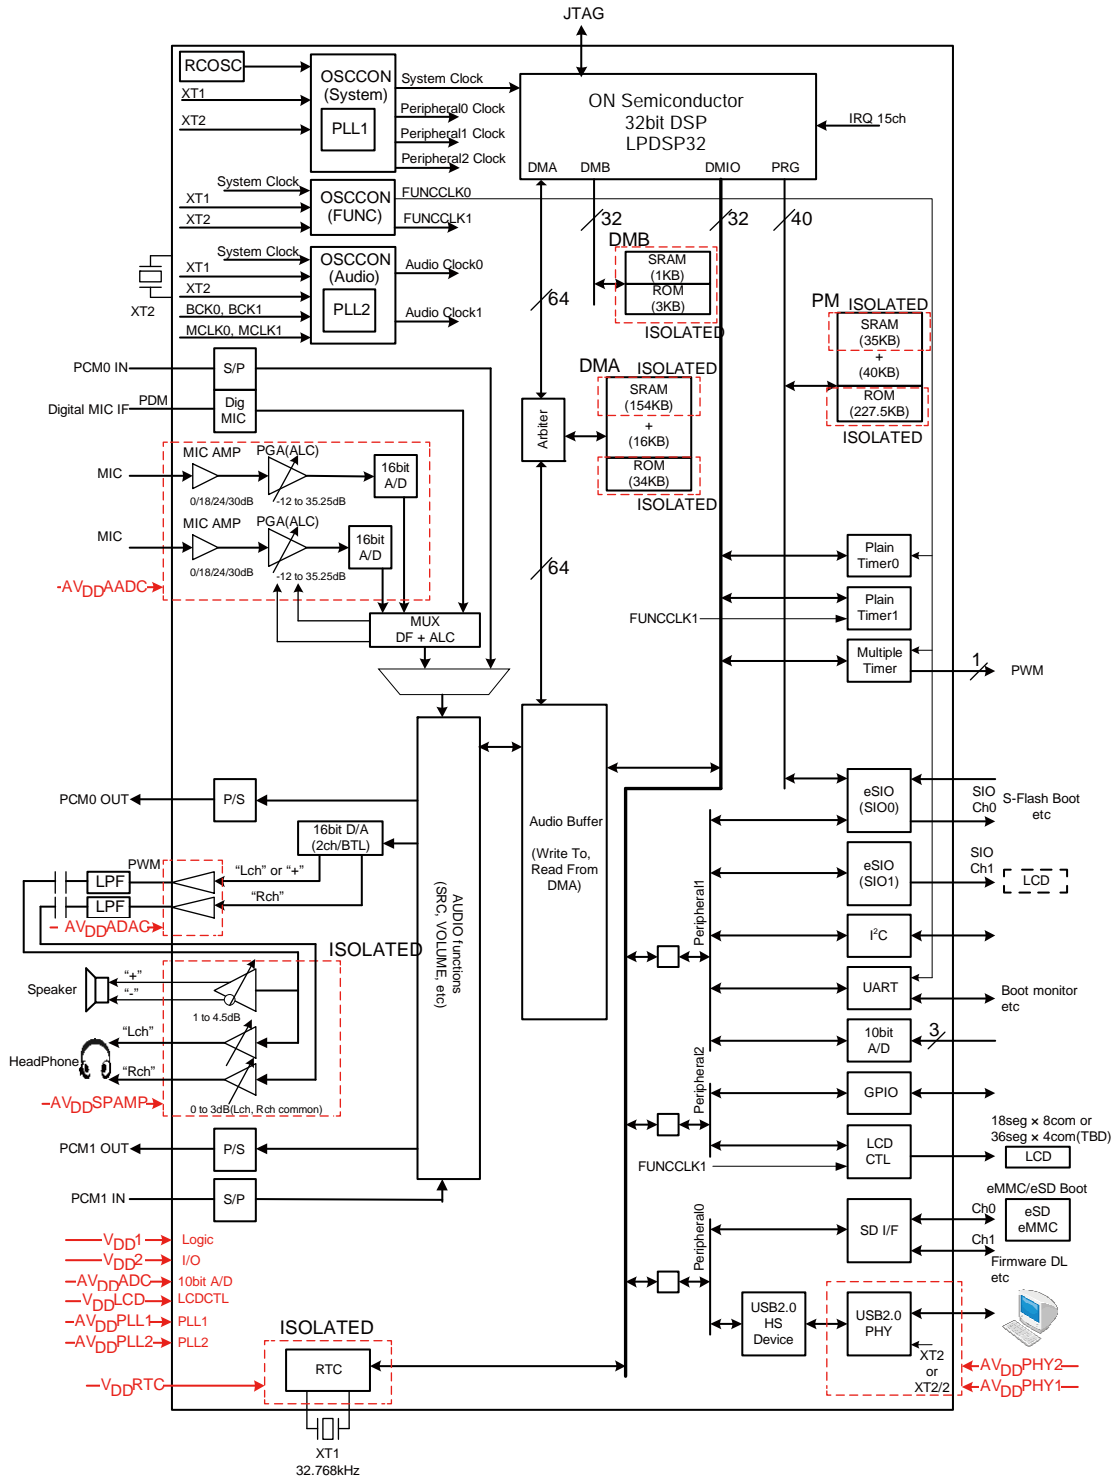 JTAG
RCOSC
XT1
XT2
OSCCON
(System)
PLL1
System Clock
Peripheral0 Clock
Peripheral1 Clock
Peripheral2 Clock
ON Semiconductor
32bit DSP
LPDSP32
DMA
DMB
DMIO
PRG
IRQ 15ch
System Clock
XT1
XT2
OSCCON
(FUNC)
FUNCCLK0
FUNCCLK1
32
32
40
XT2
System Clock
XT1
XT2
BCK0, BCK1
MCLK0, MCLK1
OSCCON
(Audio)
PLL2
Audio Clock0
Audio Clock1
64
DMB
SRAM
(1KB)
ROM
(3KB)
ISOLATED
PM
ISOLATED
SRAM
(35KB)
+
(40KB)
ROM
(227.5KB)
ISOLATED
PCM0 IN
S/P
Digital MIC IF
PDM
Dig
MIC
DMA
ISOLATED
SRAM
(154KB)
+
(16KB)
ROM
(34KB)
ISOLATED
Arbiter
64
MIC
MIC AMP
0/18/24/30dB
PGA(ALC)
-12 to 35.25dB
16bit
A/D
MIC
MIC AMP
0/18/24/30dB
PGA(ALC)
-12 to 35.25dB
16bit
A/D
AVDDAADC
MUX
DF + ALC
Plain
Timer0
Plain
Timer1
FUNCCLK1
Multiple
Timer
1
PWM
PCM0 OUT
P/S
16bit D/A
(2ch/BTL)
PWM
LPF
LPF
“Lch” or “+”
“Rch”
AVDDADAC
AUDIO functions
(SRC, VOLUME, etc)
Audio Buffer
(Write To,
Read From
DMA)
eSIO
(SIO0)
SIO
Ch0
S-Flash Boot
etc
eSIO
(SIO1)
SIO
Ch1
LCD
I2C
UART
Boot monitor
etc
10bit
A/D
3
Peripheral1
ISOLATED
Speaker
“+”
“-”
1 to 4.5dB
HeadPhone
“Lch”
“Rch”
0 to 3dB(Lch, Rch common)
AVDDSPAMP
Peripheral2
GPIO
LCD
CTL
FUNCCLK1
18seg × 8com or
36seg × 4com(TBD)
LCD
PCM1 OUT
P/S
PCM1 IN
S/P
Peripheral0
SD I/F
Ch0
Ch1
eMMC/eSD Boot
eSD
eMMC
Firmware DL
etc
USB2.0
HS
Device
USB2.0
PHY
XT2
or
XT2/2
AVDDPHY2
AVDDPHY1
VDD1
Logic
VDD2
I/O
AVDDADC
10bit A/D
VDDLCD
LCDCTL
AVDDPLL1
PLL1
AVDDPLL2
PLL2
VDDRTC
ISOLATED
RTC
XT1
32.768kHz